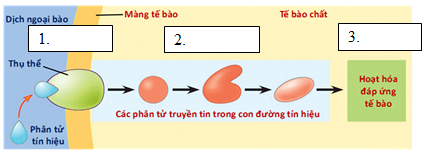 Dịch ngoại bào
Màng tế bào
Tế bào chất
1.
2.
3.
Thụ thể
Hoạt hóa
đáp ứng
tế bào
Các phân tử truyền tin trong con đường tín hiệu
Phân tử
tín hiệu